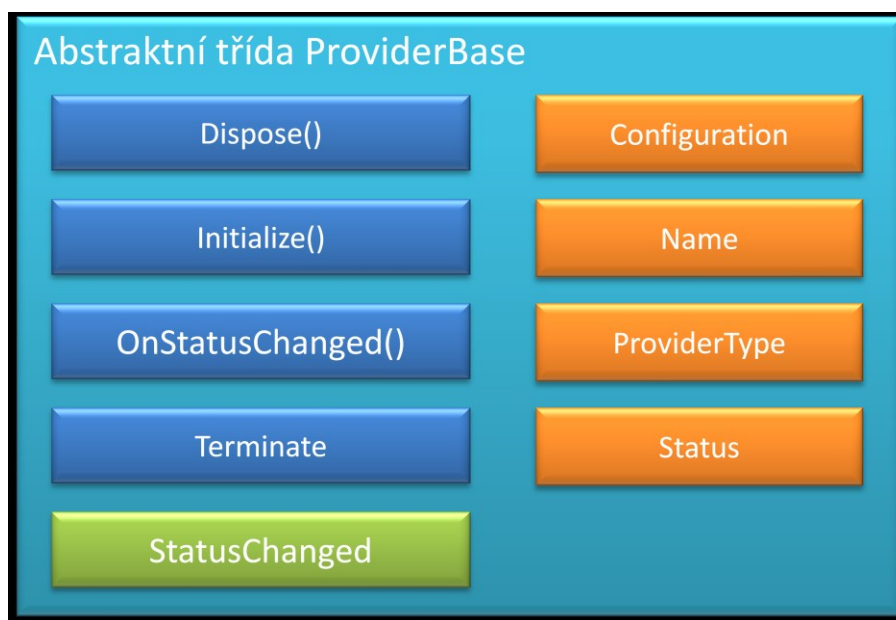 Abstraktní třída ProviderBase
Dispose()
Configuration
Initialize()
Name
OnStatusChanged()
ProviderType
Terminate
Status
StatusChanged